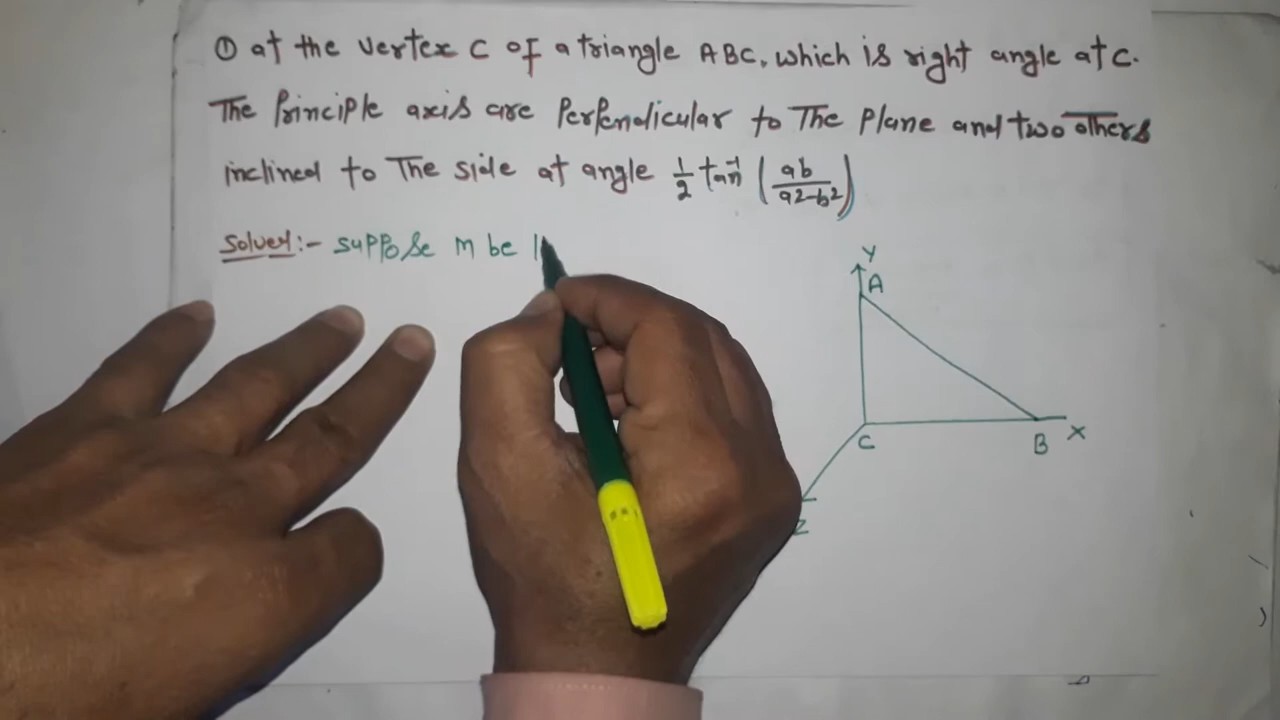 ① at the vertex C of a triangle ABC, which is right angle at C.
The principle axis are Perpendicular to The plane and two others
inclined to The side at angle 1/2 tan⁻¹ (ab/a2-b2)
Solven:- suppose M be
Y
A
C
B
X
Z